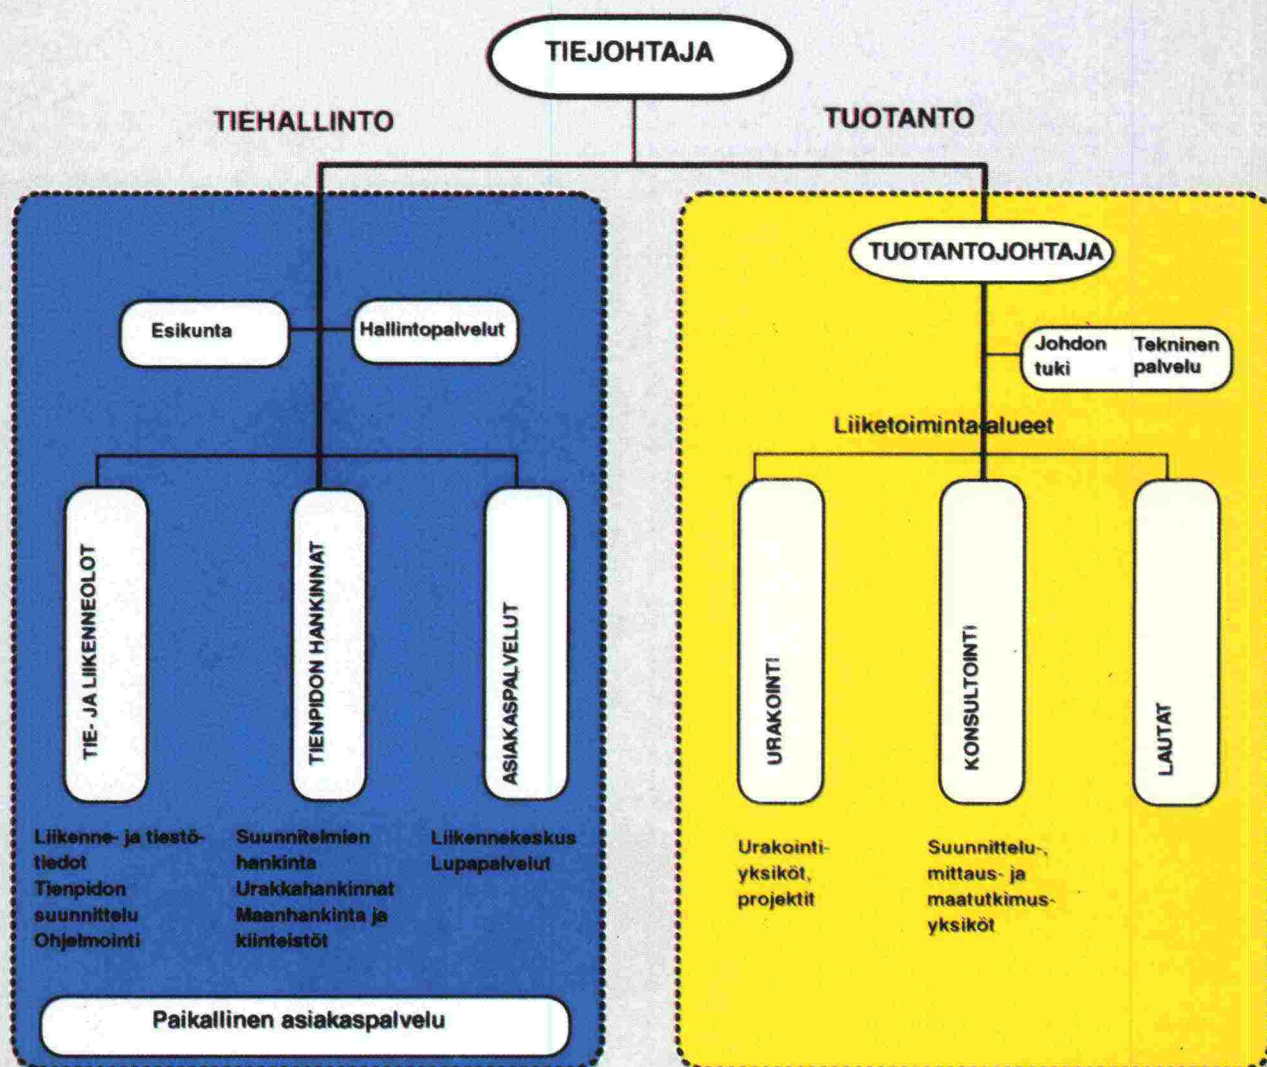 TIEJOHTAJA
TIEHALLINTO
TUOTANTO
TUOTANTOJOHTAJA
Esikunta
Hallintopalvelut
Johdon Tekninen
tuki palvelu
Liiketoiminta-alueet
TIE- JA LIIKENNEOLOT
TIENPIDON HANKINNAT
ASIAKASPALVELUT
URAKOINTI
KONSULTOINTI
LAUTAT
Liikenne- ja tiestö-
tiedot
Tienpidon
suunnittelu
Ohjelmointi
Suunnitelmien
hankinta
Urakkahankinnat
Maanhankinta ja
kiinteistöt
Liikennekeskus
Lupapalvelut
Urakointi-
yksiköt,
projektit
Suunnittelu-,
mittaus- ja
maatutkimus-
yksiköt
Paikallinen asiakaspalvelu